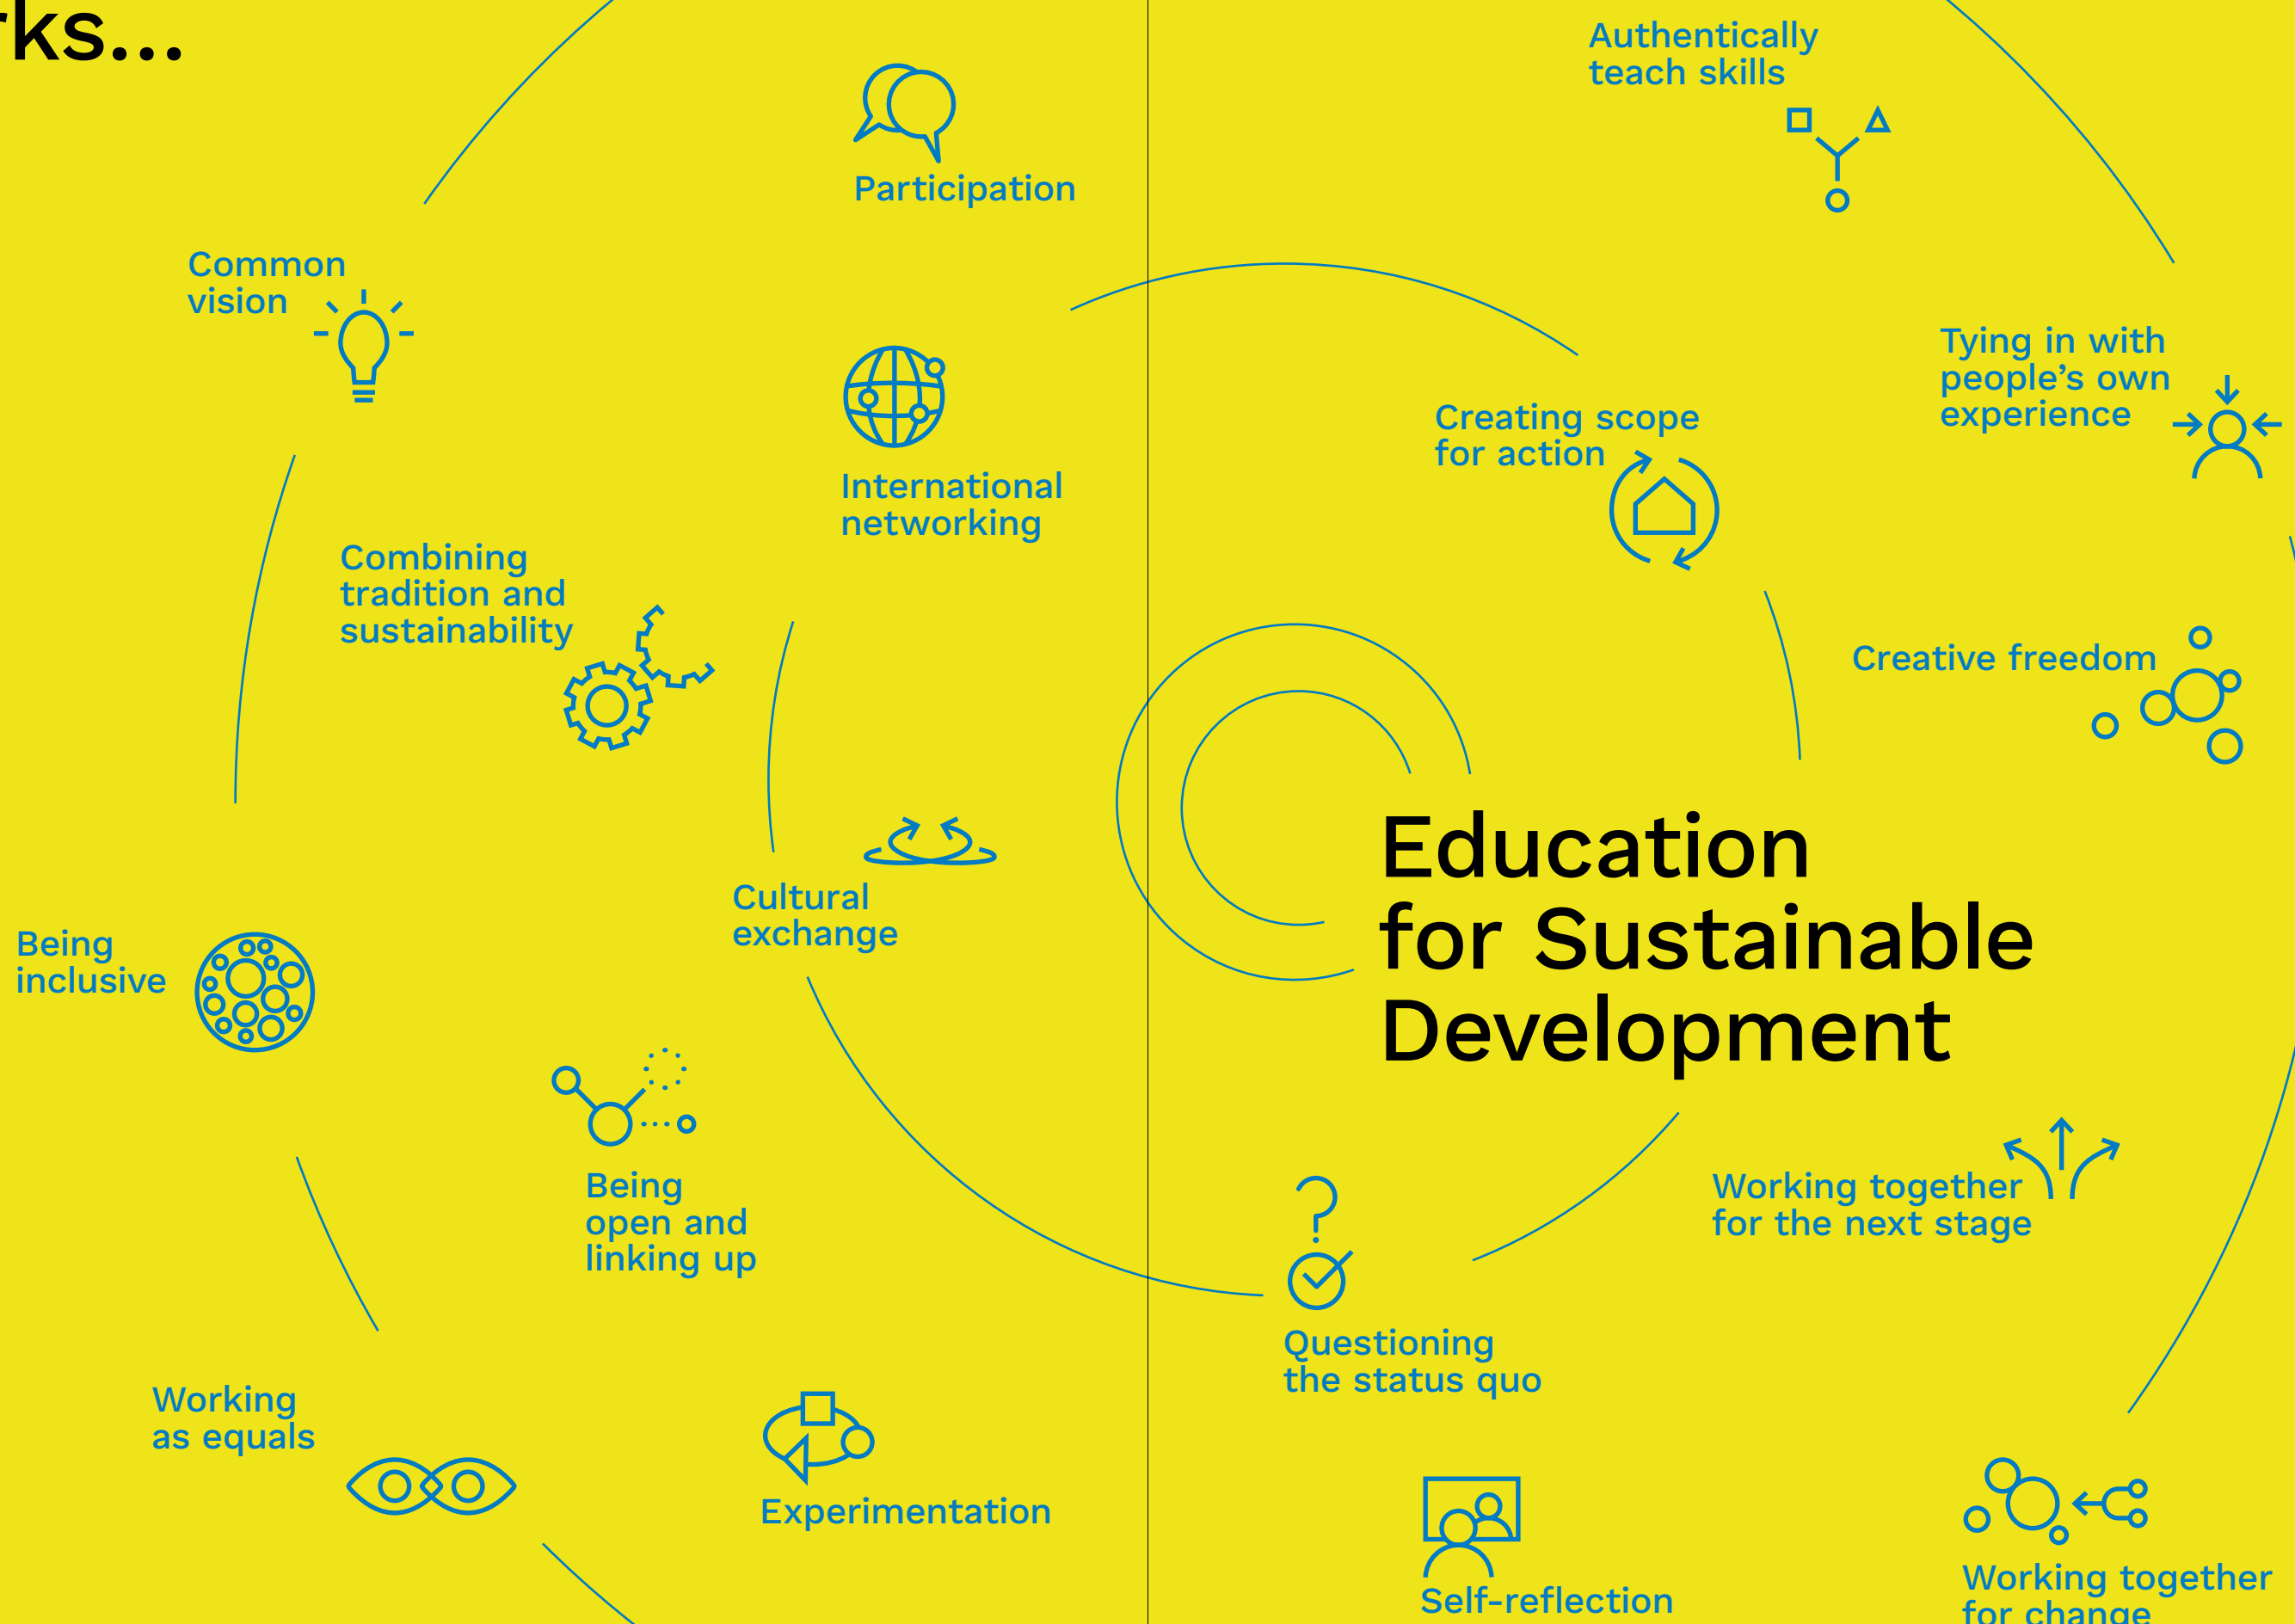 rks...
Participation
Common
vision
International
networking
Combining
tradition and
sustainability
Cultural
exchange
Being
inclusive
Being
open and
linking up
Working
as equals
Experimentation
Authentically
teach skills
Tying in with
people’s own
experience
Creating scope
for action
Creative freedom
Education
for Sustainable
Development
Working together
for the next stage
Questioning
the status quo
Self-reflection
Working together
for change